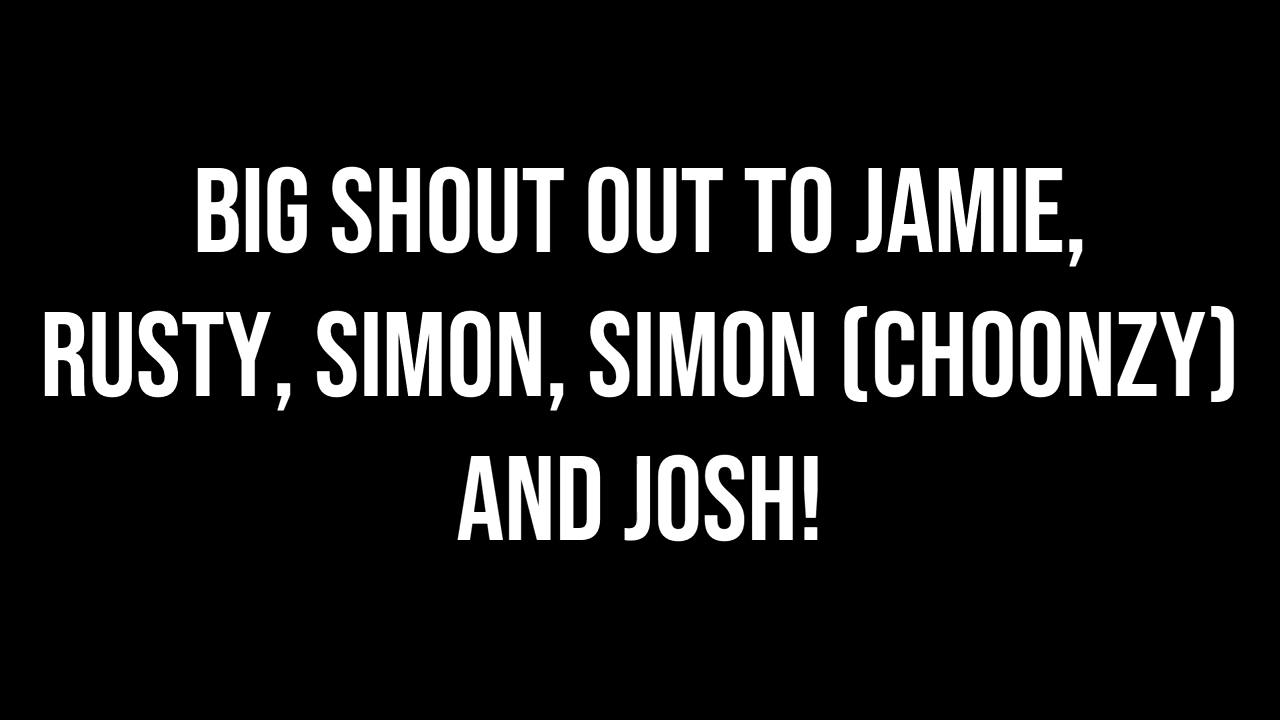 BIG SHOUT OUT TO JAMIE,
RUSTY, SIMON, SIMON (CHOONZY)
AND JOSH!